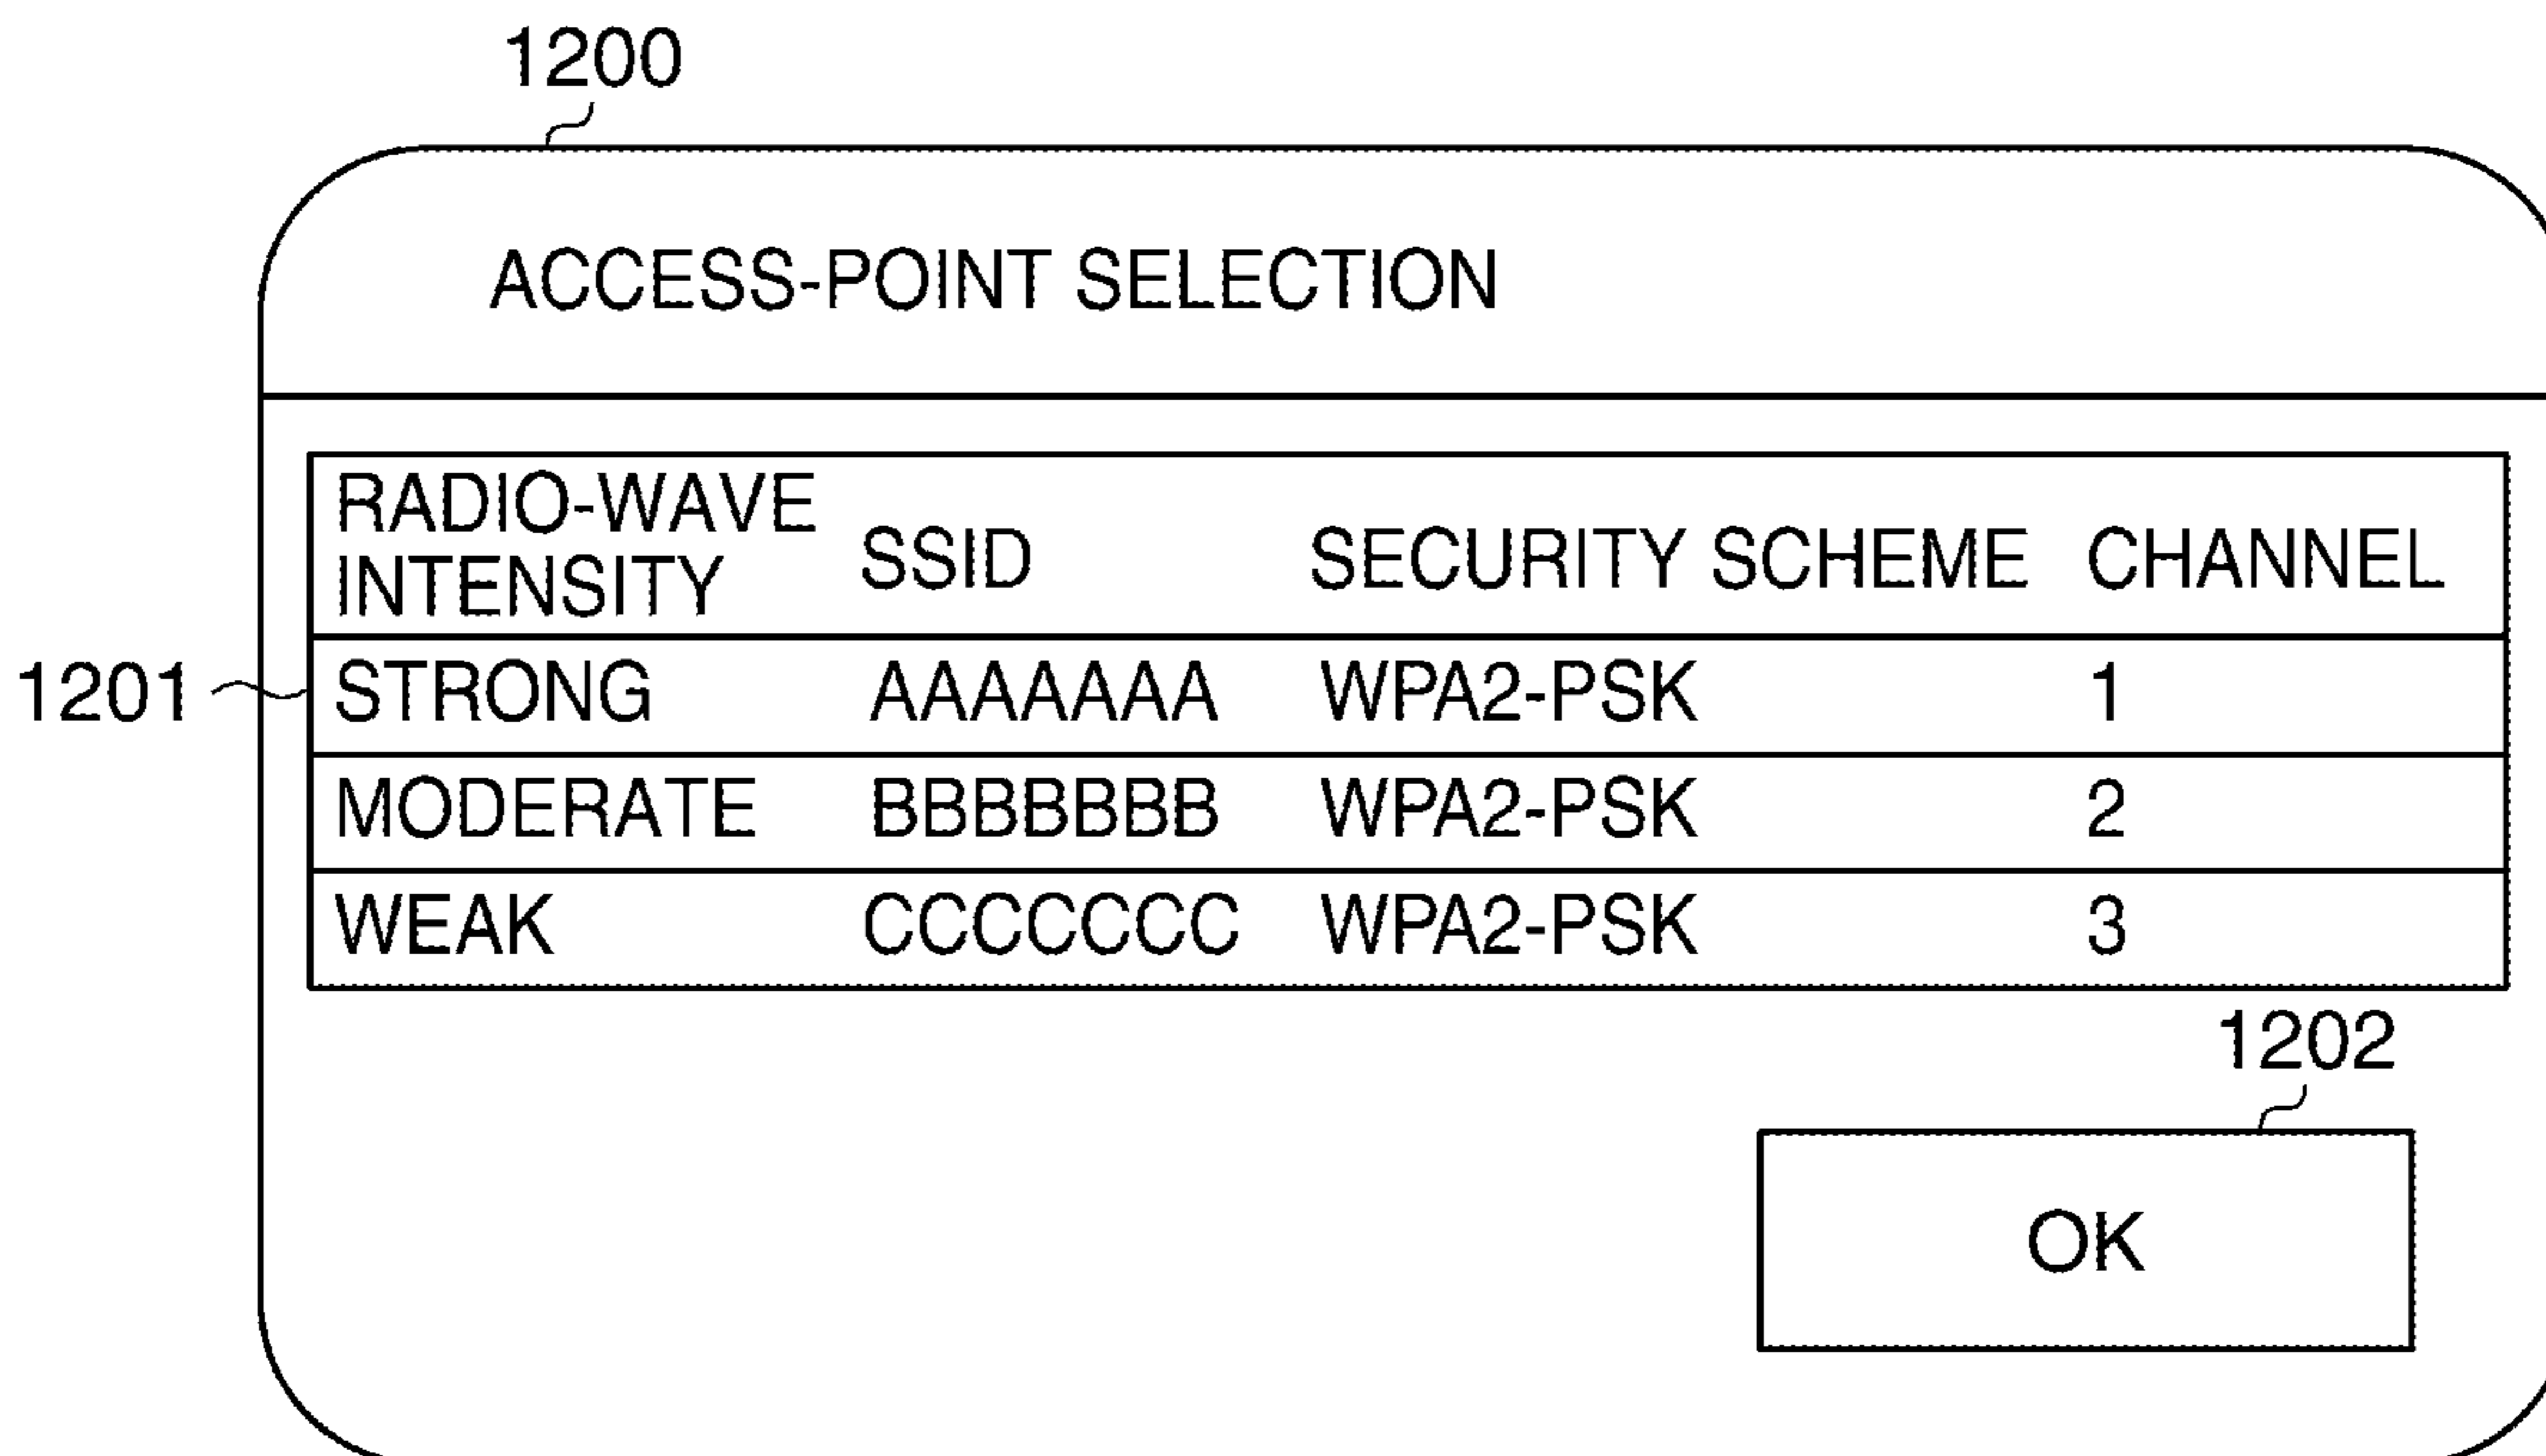 1200
ACCESS-POINT SELECTION
RADIO-WAVE
INTENSITY SSID SECURITY SCHEME CHANNEL
1201 STRONG AAAAAAA WPA2-PSK 1
MODERATE BBBBBBB WPA2-PSK 2
WEAK CCCCCCC WPA2-PSK 3
1202
OK